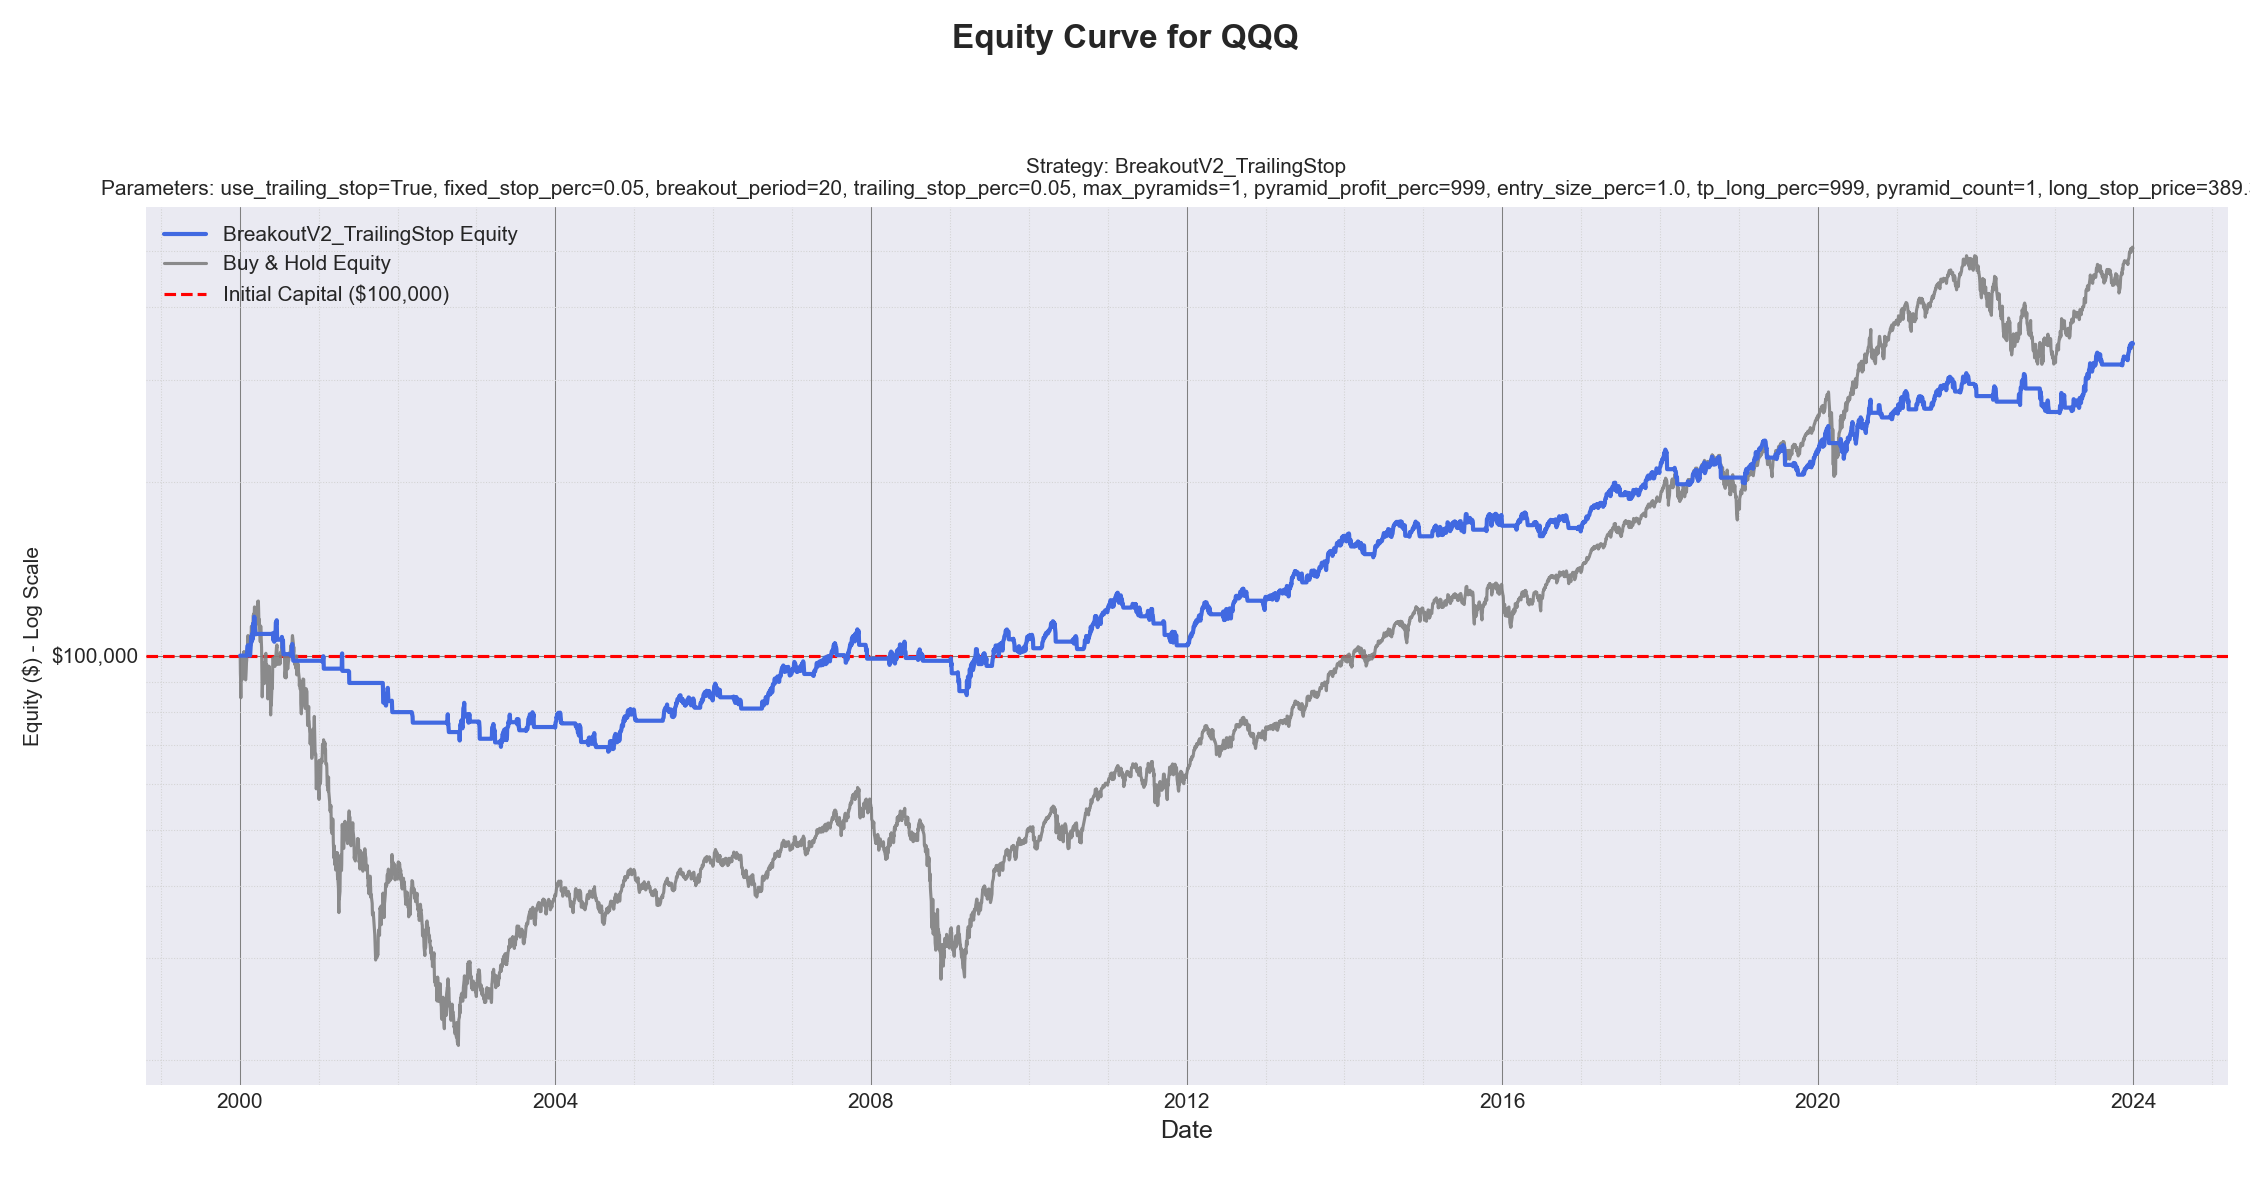 Equity Curve for QQQ
Strategy: BreakoutV2_TrailingStop
Parameters: use_trailing_stop=True, fixed_stop_perc=0.05, breakout_period=20, trailing_stop_perc=0.05, max_pyramids=1, pyramid_profit_perc=999, entry_size_perc=1.0, tp_long_perc=999, pyramid_count=1, long_stop_price=389.
BreakoutV2_TrailingStop Equity
Buy & Hold Equity
Initial Capital ($100,000)
Equity ($) - Log Scale
$100,000
2000 2004 2008 2012 2016 2020 2024
Date